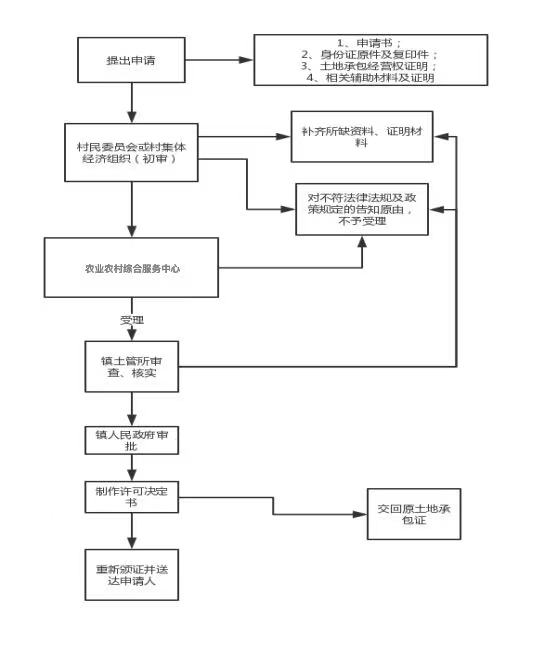 提出申请
1、申请书；
2、身份证原件及复印件；
3、土地承包经营权证明；
4、相关辅助材料及证明
村民委员会或村集体
经济组织（初审）
补齐所缺资料、证明材
料
对不符法律法规及政
策规定的告知原由，
不予受理
农业农村综合服务中心
受理
镇土管所审
查、核实
镇人民政府审
批
制作许可决定
书
交回原土地承
包证
重新颁证并送
达申请人